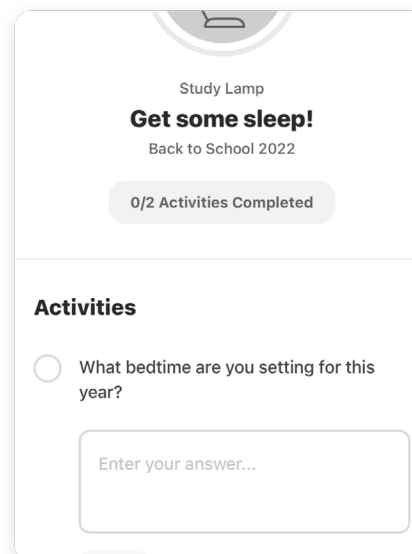 Study Lamp
Get some sleep!
Back to School 2022
0/2 Activities Completed
Activities
What bedtime are you setting for this
year?
Enter your answer...